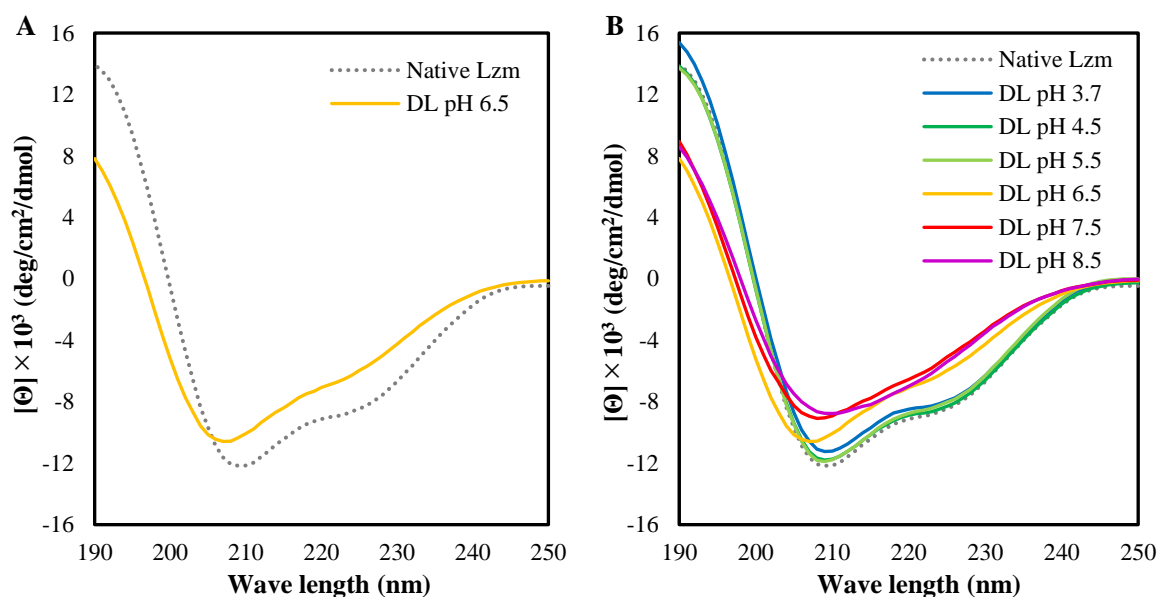 A
[Θ] × 10³ (deg/cm²/dmol)
16
12
8
4
0
-4
-8
-12
-16
Native Lzm
DL pH 6.5
190 200 210 220 230 240 250
Wave length (nm)
B
[Θ] × 10³ (deg/cm²/dmol)
16
12
8
4
0
-4
-8
-12
-16
Native Lzm
DL pH 3.7
DL pH 4.5
DL pH 5.5
DL pH 6.5
DL pH 7.5
DL pH 8.5
190 200 210 220 230 240 250
Wave length (nm)